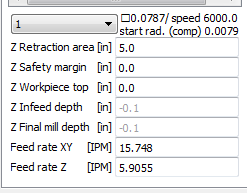 1
□0.0787/ speed 6000.0
start rad. (comp) 0.0079
Z Retraction area [in] 5.0
Z Safety margin [in] 0.0
Z Workpiece top [in] 0.0
Z Infeed depth [in] -0.1
Z Final mill depth [in] -0.1
Feed rate XY [IPM] 15.748
Feed rate Z [IPM] 5.9055